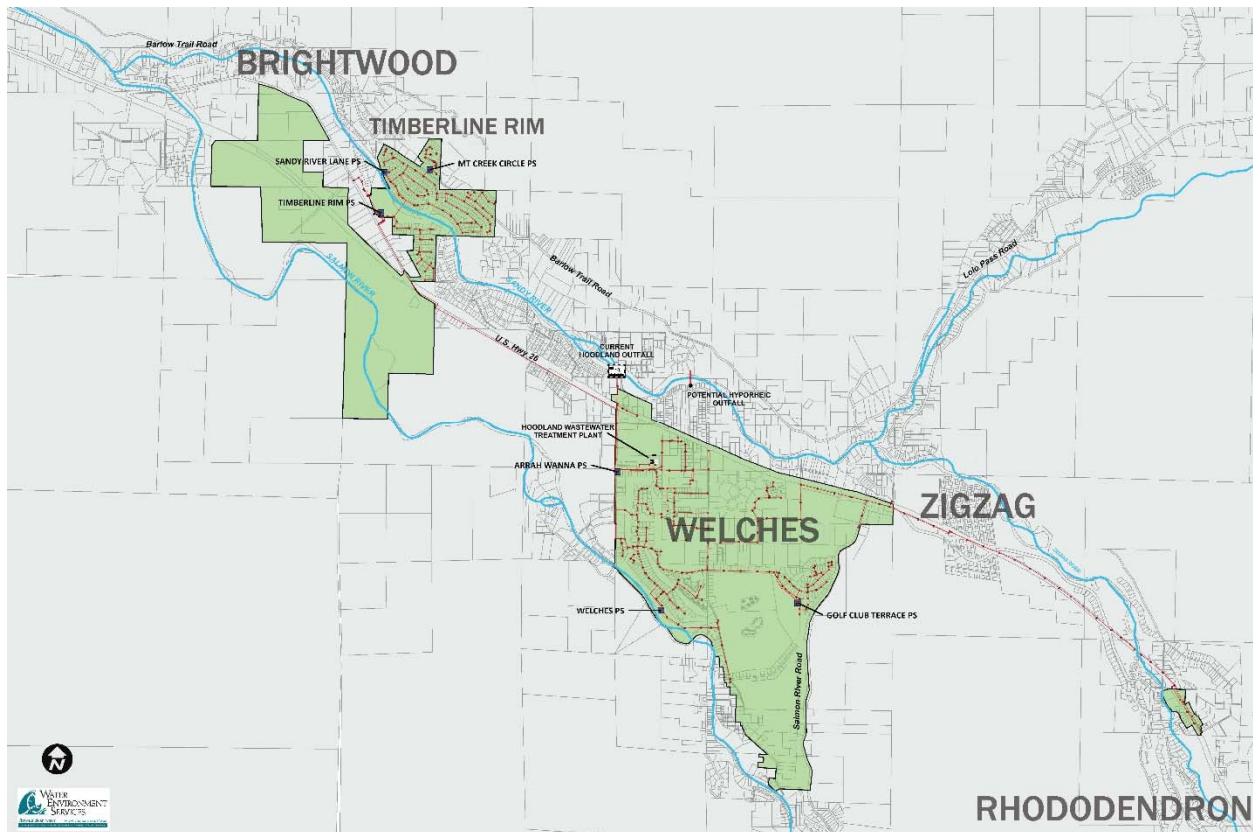 Barlow Trail Road
BRIGHTWOOD
TIMBERLINE RIM
SANDY RIVER LANE PS
MT CREEK CIRCLE PS
TIMBERLINE RIM PS
SALMON RIVER
SANDY RIVER
Barlow Trail Road
Lolo Pass Road
U.S. Hwy 26
CURRENT
HOODLAND OUTFALL
POTENTIAL HYPORHEIC
OUTFALL
HOODLAND WASTEWATER
TREATMENT PLANT
ARRAH WANNA PS
ZIGZAG
WELCHES
WELCHES PS
GOLF CLUB TERRACE PS
Salmon River Road
N
WATER
ENVIRONMENT
SERVICES
RHODODENDRON